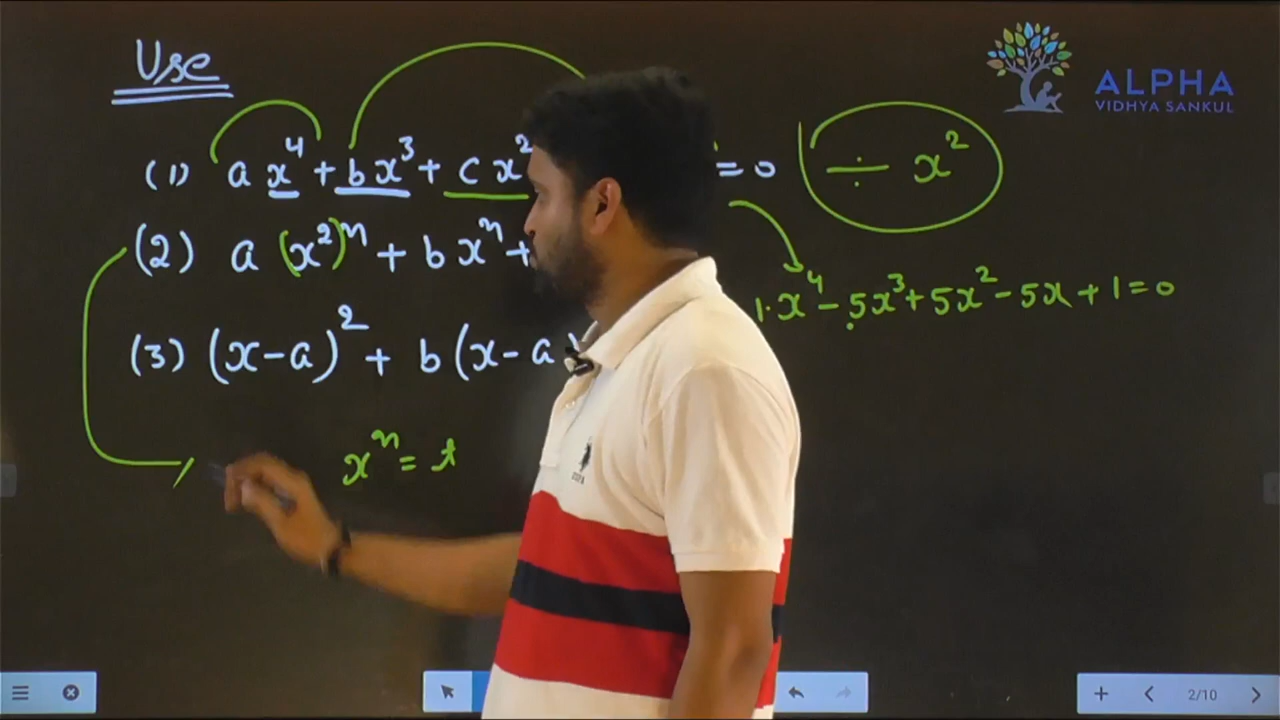 Use
ALPHA
VIDHYA SANKUL
(1) a x⁴ + b x³ + c x² = 0 ÷ x²
(2) a (x²)ⁿ + b xⁿ +
1·x⁴ - 5x³ + 5x² - 5x + 1 = 0
(3) (x-a)² + b (x-a)
xⁿ = t
2/10